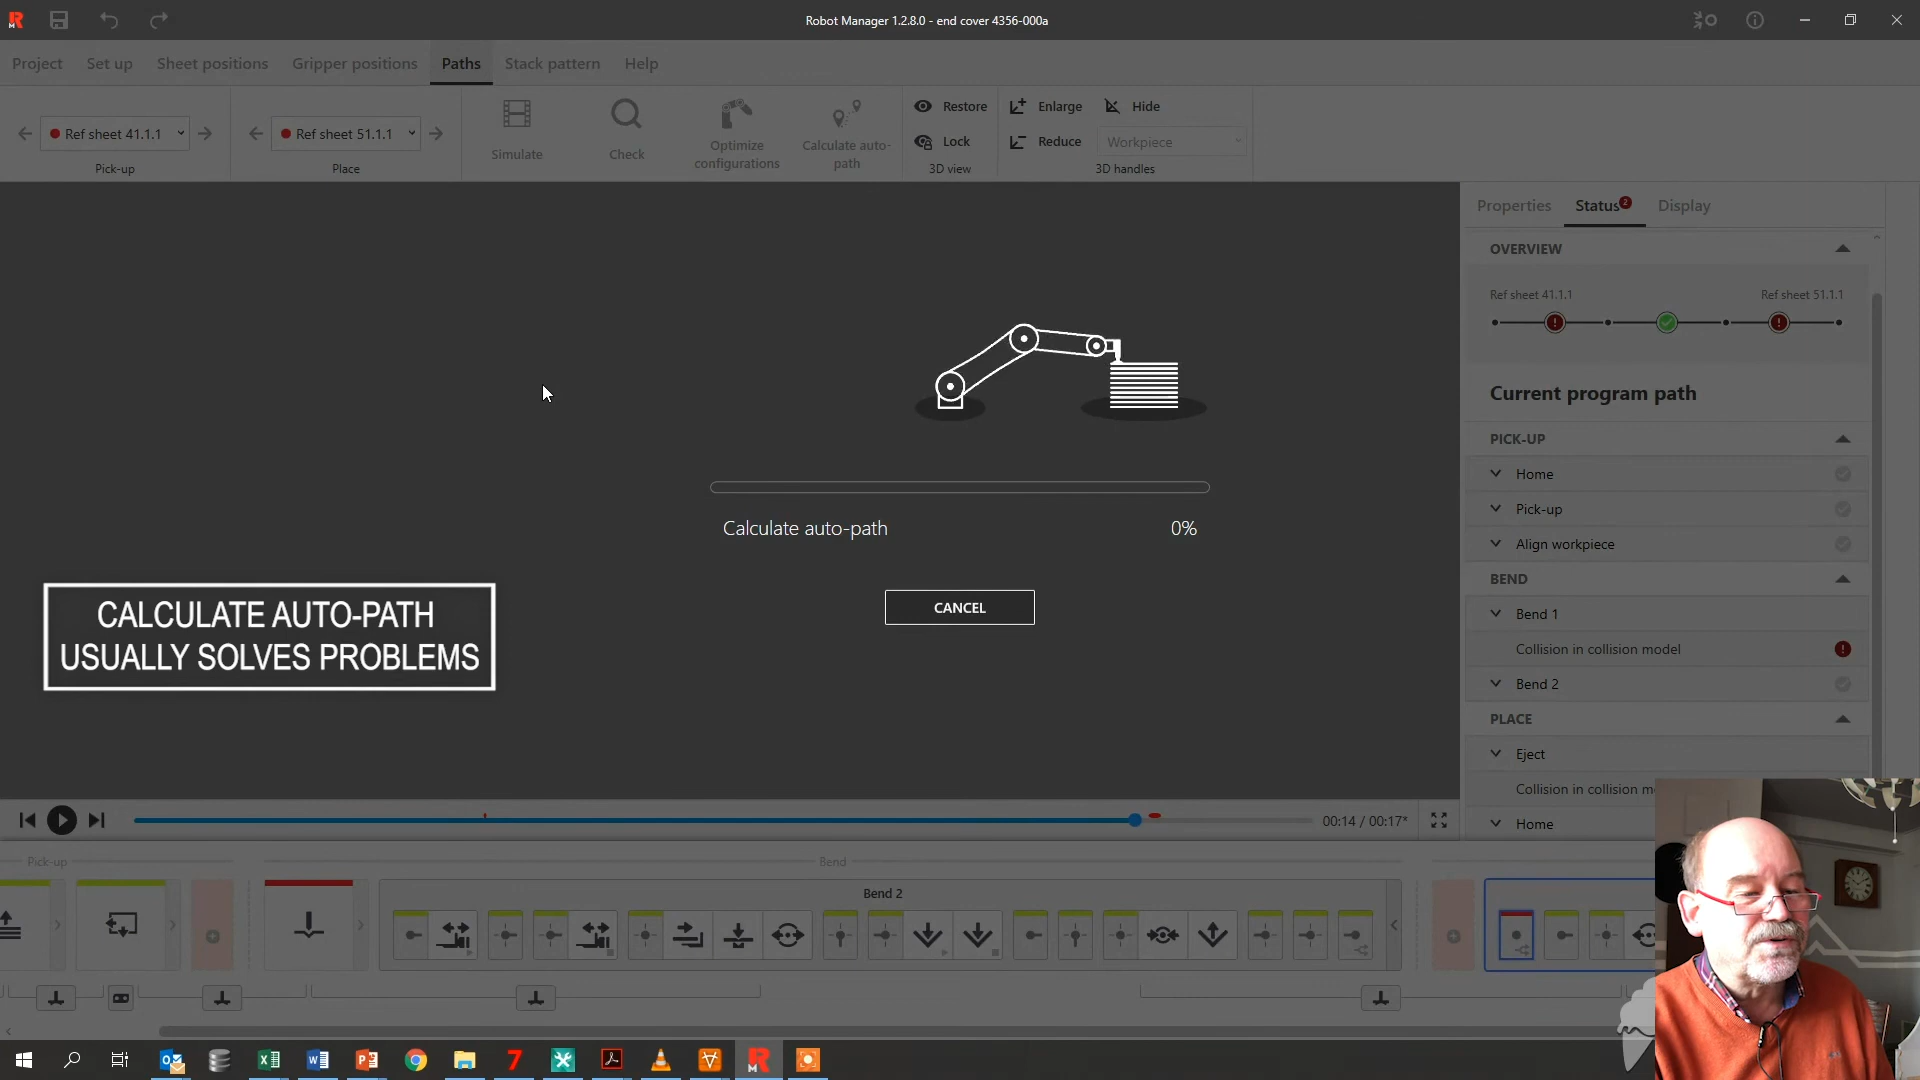 Robot Manager 1.2.8.0 - end cover 4356-000a
Project Set up Sheet positions Gripper positions Paths Stack pattern Help
Ref sheet 41.1.1
Pick-up
Ref sheet 51.1.1
Place
Simulate
Check
Optimize
configurations
Calculate auto-
path
Restore
Lock
3D view
Enlarge Hide
Reduce Workpiece
3D handles
Properties Status 2 Display
OVERVIEW
Ref sheet 41.1.1 Ref sheet 51.1.1
Current program path
PICK-UP
Home
Pick-up
Align workpiece
BEND
Bend 1
Collision in collision model
Bend 2
PLACE
Eject
Collision in collision
Home
Calculate auto-path 0%
CANCEL
CALCULATE AUTO-PATH
USUALLY SOLVES PROBLEMS
00:14 / 00:17*
Pick-up Bend
Bend 2